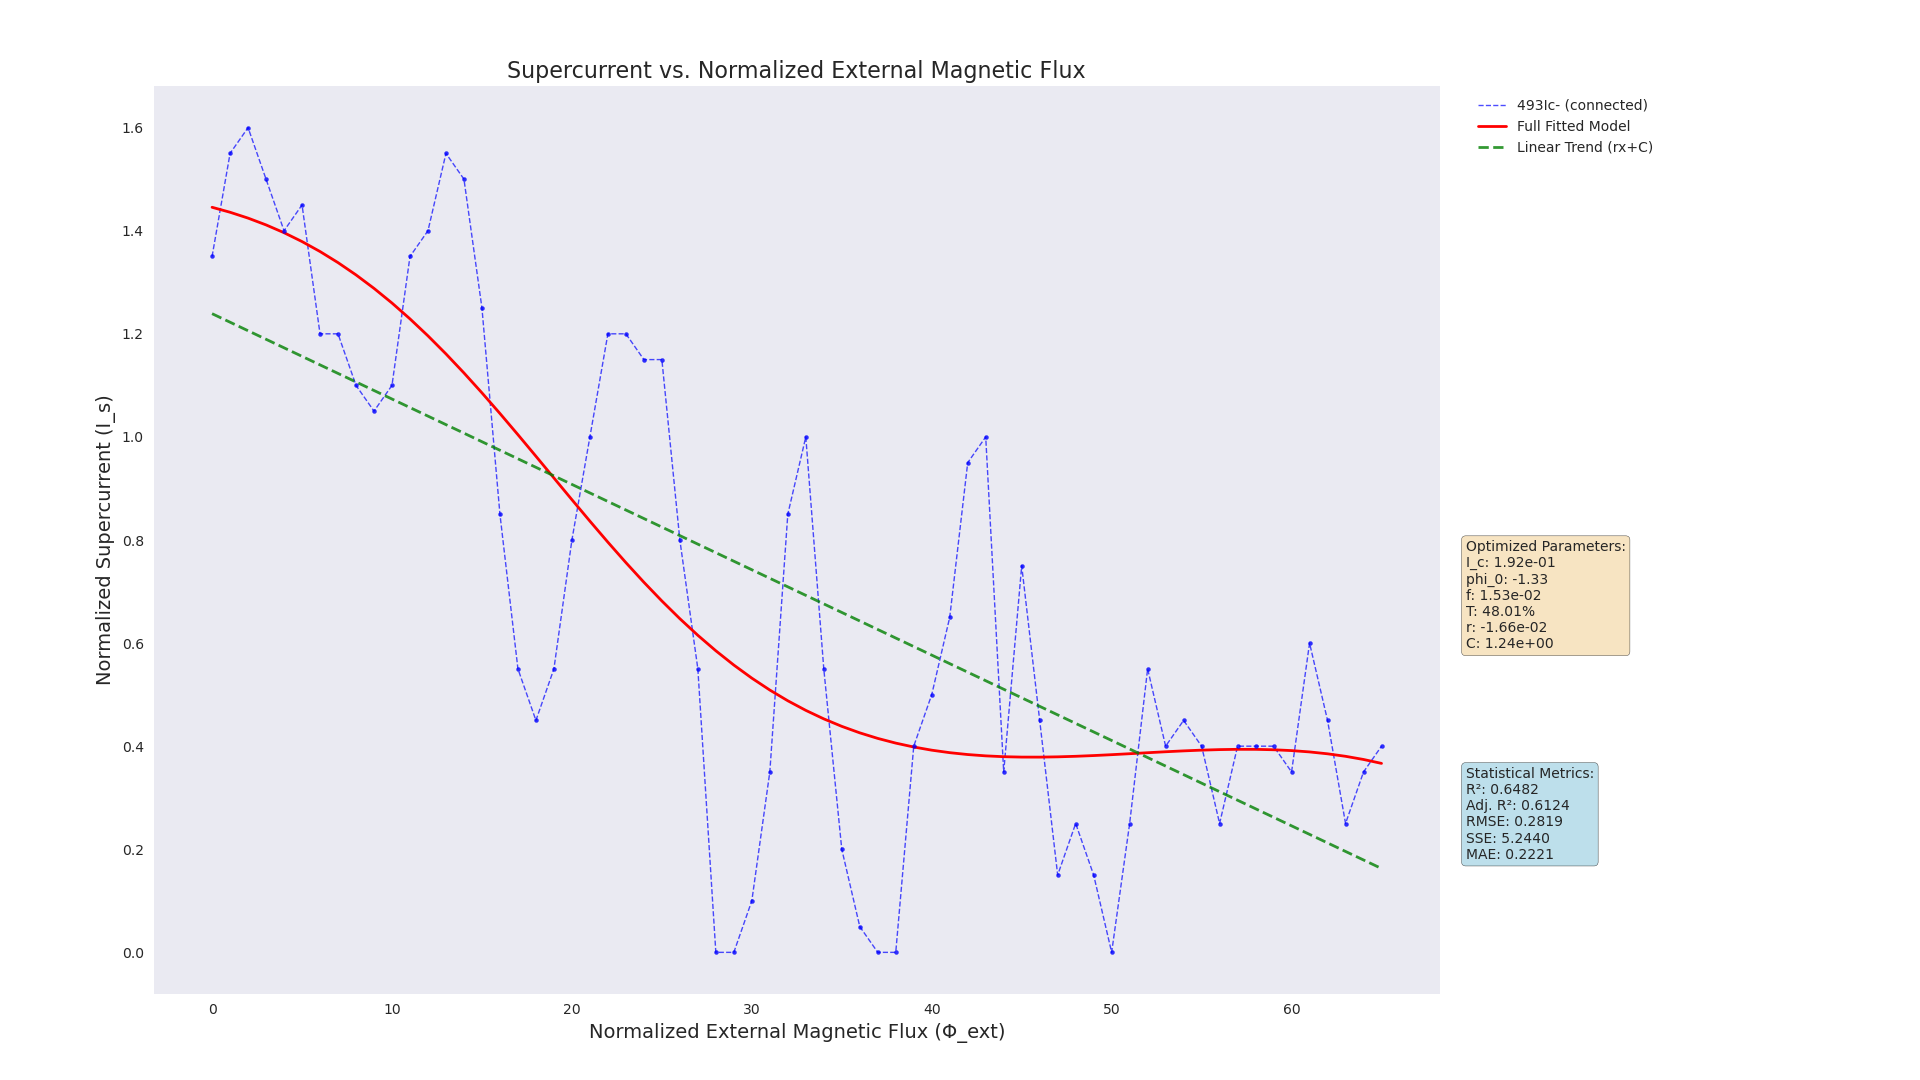 Supercurrent vs. Normalized External Magnetic Flux
493Ic- (connected)
Full Fitted Model
Linear Trend (rx+C)
Normalized Supercurrent (I_s)
1.6
1.4
1.2
1.0
0.8
0.6
0.4
0.2
0.0
0 10 20 30 40 50 60
Normalized External Magnetic Flux (Φ_ext)
Optimized Parameters:
I_c: 1.92e-01
phi_0: -1.33
f: 1.53e-02
T: 48.01%
r: -1.66e-02
C: 1.24e+00
Statistical Metrics:
R²: 0.6482
Adj. R²: 0.6124
RMSE: 0.2819
SSE: 5.2440
MAE: 0.2221